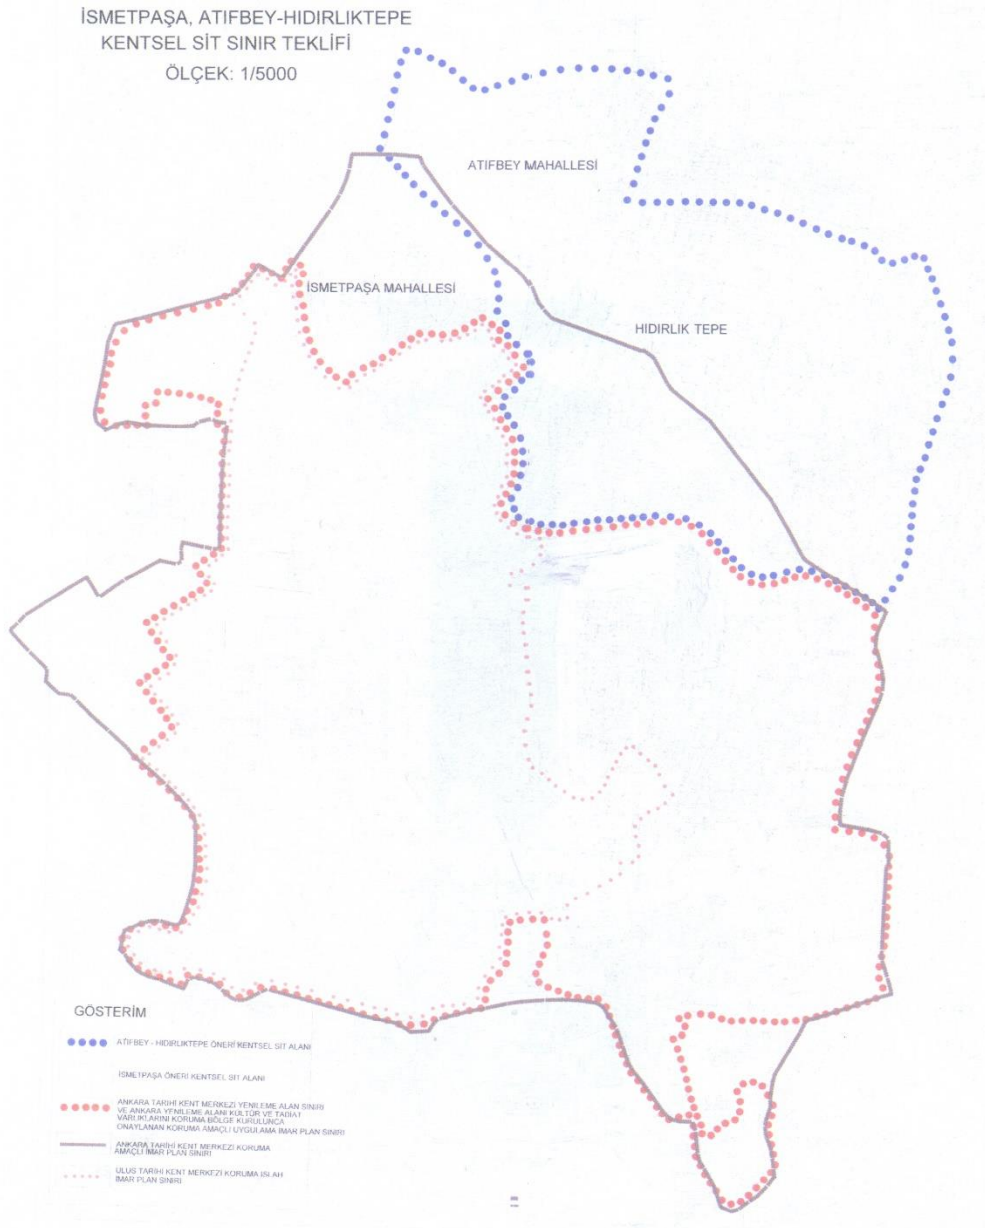 İSMETPAŞA, ATIFBEY-HIDIRLIKTEPE
KENTSEL SİT SINIR TEKLİFİ
ÖLÇEK: 1/5000
ATIFBEY MAHALLESİ
İSMETPAŞA MAHALLESİ
HIDIRLIK TEPE
GÖSTERİM
ATIFBEY - HIDIRLIKTEPE ÖNERİ KENTSEL SİT ALANI
İSMETPAŞA ÖNERİ KENTSEL SİT ALANI
ANKARA TARİHİ KENT MERKEZİ YENİLEME ALAN SINIRI
VE ANKARA YENİLEME ALANI KÜLTÜR VE TABİAT
VARLIKLARINI KORUMA BÖLGE KURULUNCA
ONAYLANAN KORUMA AMAÇLI UYGULAMA İMAR PLAN SINIRI
ANKARA TARİHİ KENT MERKEZİ KORUMA
AMAÇLI İMAR PLAN SINIRI
ULUS TARİHİ KENT MERKEZİ KORUMA ISLAH
İMAR PLAN SINIRI